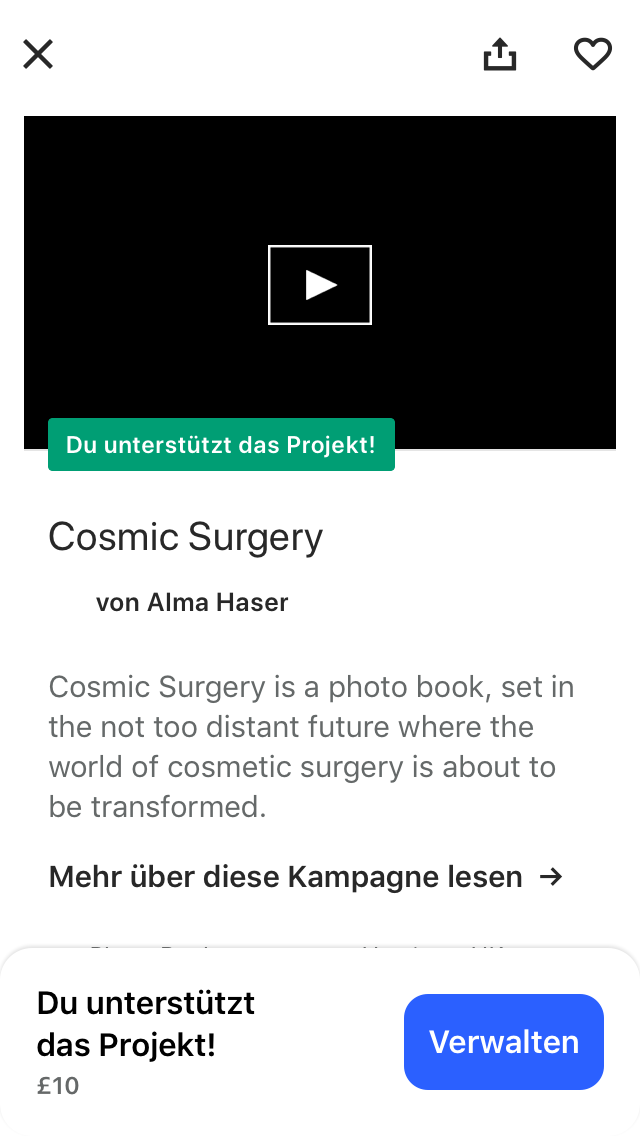 Du unterstützt das Projekt!
Cosmic Surgery
von Alma Haser
Cosmic Surgery is a photo book, set in
the not too distant future where the
world of cosmetic surgery is about to
be transformed.
Mehr über diese Kampagne lesen →
Du unterstützt
das Projekt!
£10
Verwalten